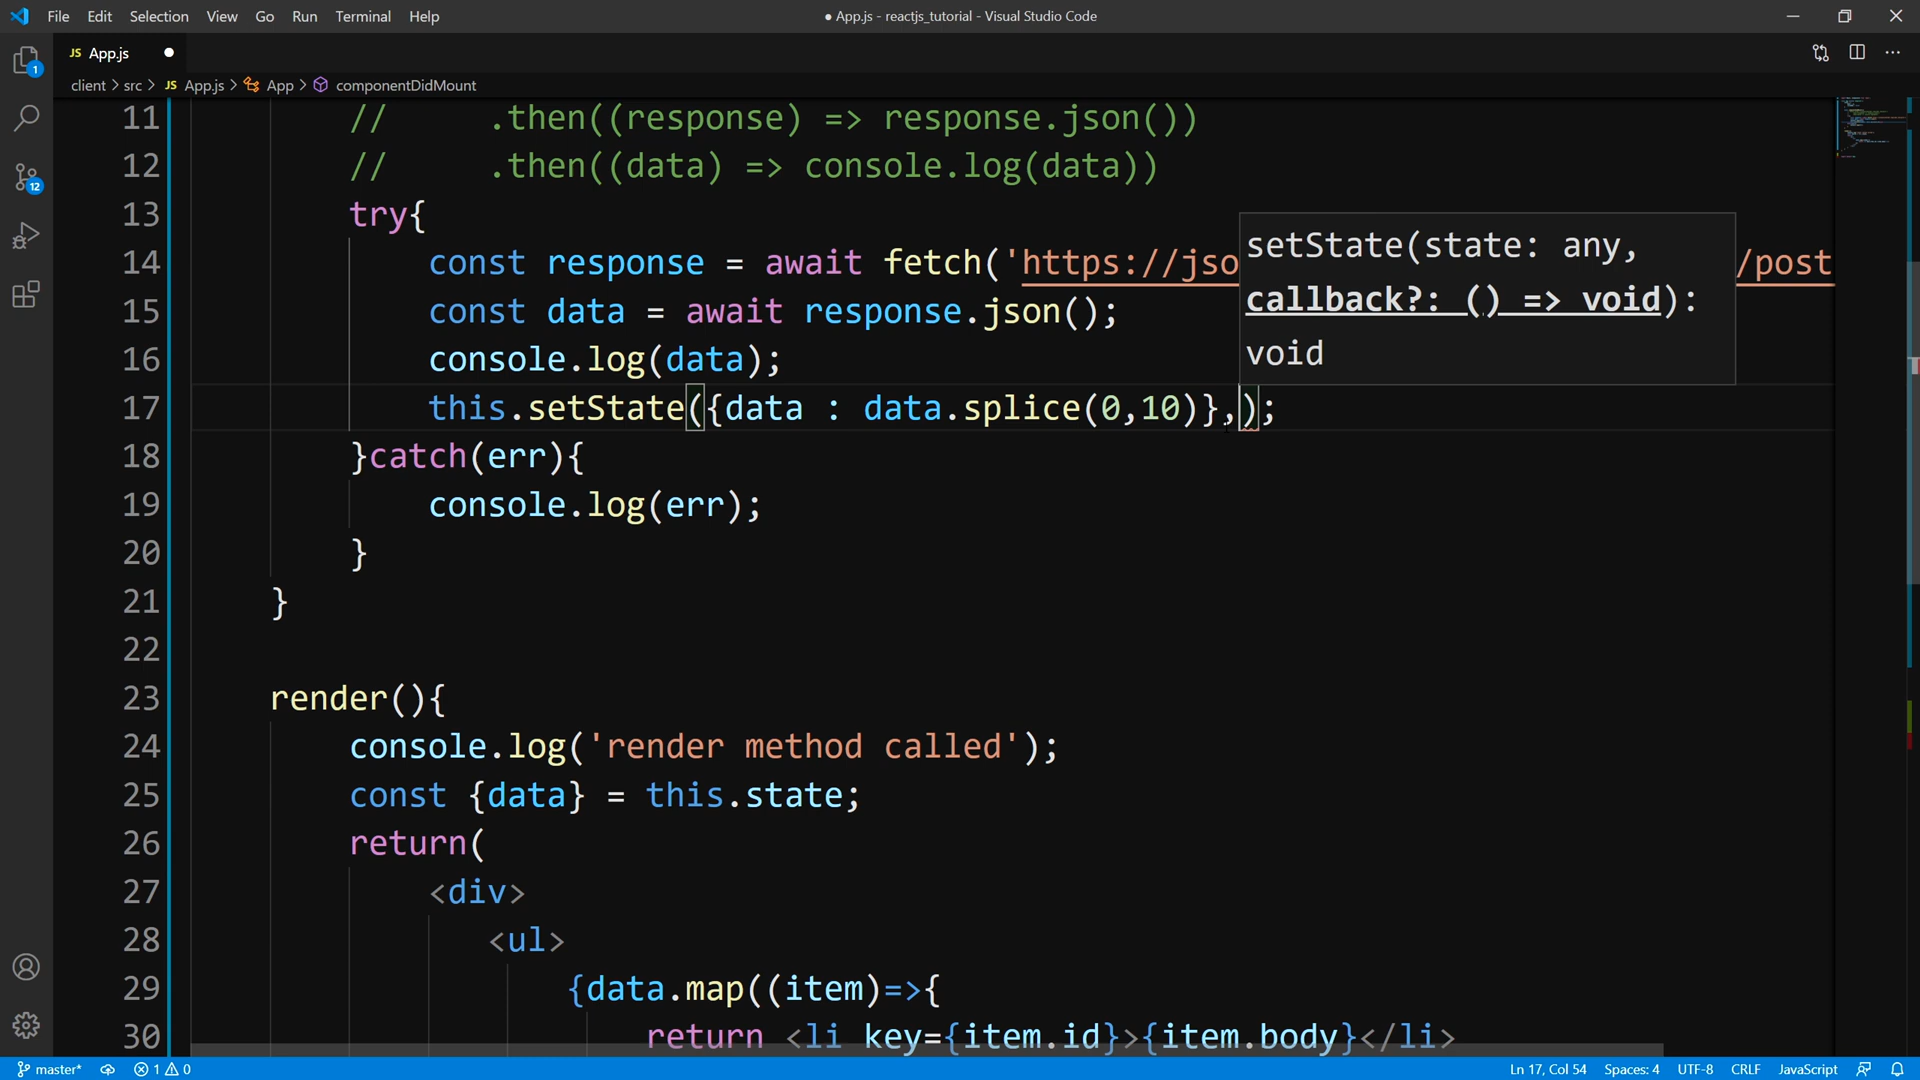 File Edit Selection View Go Run Terminal Help
● App.js - reactjs_tutorial - Visual Studio Code
JS App.js
client > src > JS App.js > App > componentDidMount
1
12
11 // .then((response) => response.json())
12 // .then((data) => console.log(data))
13 try{
14 const response = await fetch('https://jso /post
15 const data = await response.json();
16 console.log(data);
17 this.setState({data : data.splice(0,10)},);
18 }catch(err){
19 console.log(err);
20 }
21 }
22
23 render(){
24 console.log('render method called');
25 const {data} = this.state;
26 return(
27 <div>
28 <ul>
29 {data.map((item)=>{
30 return <li key={item.id}>{item.body}</li>
setState(state: any,
callback?: () => void):
void
master* 1 0 Ln 17, Col 54 Spaces: 4 UTF-8 CRLF JavaScript